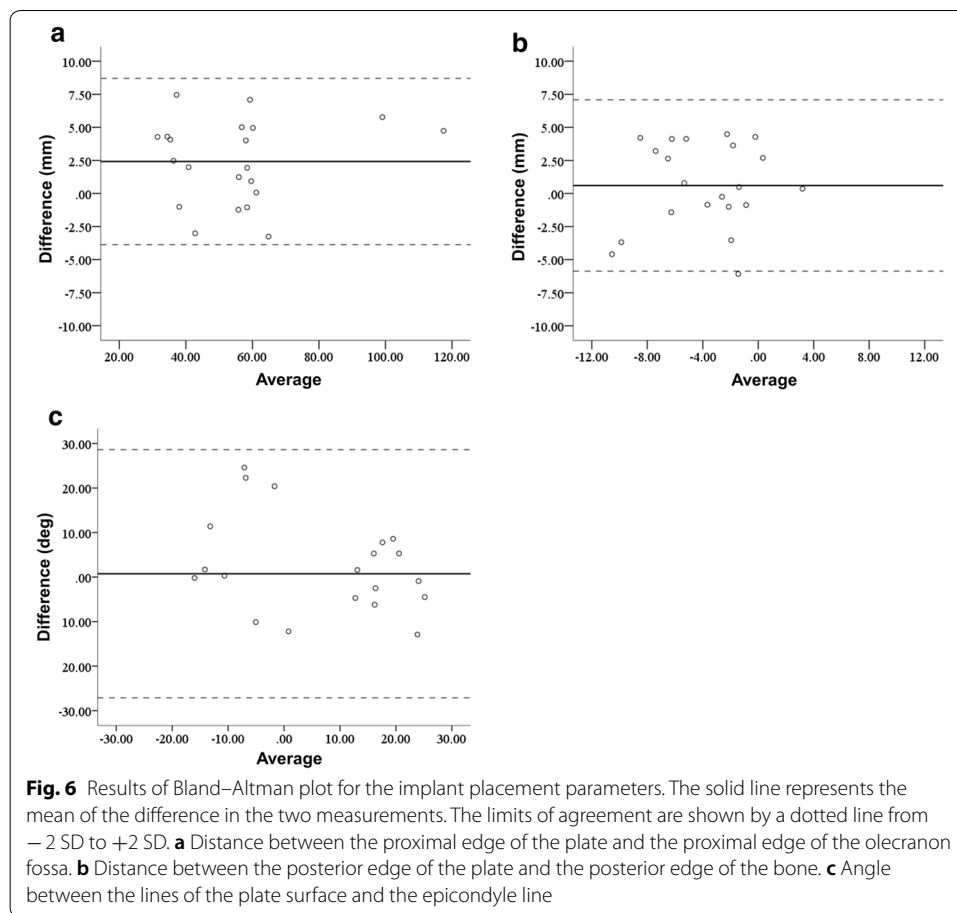 a
b
10.00
7.50
5.00
2.50
.00
-2.50
-5.00
-7.50
-10.00
Difference (mm)
20.00 40.00 60.00 80.00 100.00 120.00
Average
10.00
7.50
5.00
2.50
.00
-2.50
-5.00
-7.50
-10.00
Difference (mm)
-12.00 -8.00 -4.00 .00 4.00 8.00 12.00
Average
c
30.00
20.00
10.00
.00
10.00
20.00
-30.00
Difference (deg)
-30.00 -20.00 -10.00 .00 10.00 20.00 30.00
Average
Fig. 6 Results of Bland–Altman plot for the implant placement parameters. The solid line represents the
mean of the difference in the two measurements. The limits of agreement are shown by a dotted line from
− 2 SD to +2 SD. a Distance between the proximal edge of the plate and the proximal edge of the olecranon
fossa. b Distance between the posterior edge of the plate and the posterior edge of the bone. c Angle
between the lines of the plate surface and the epicondyle line